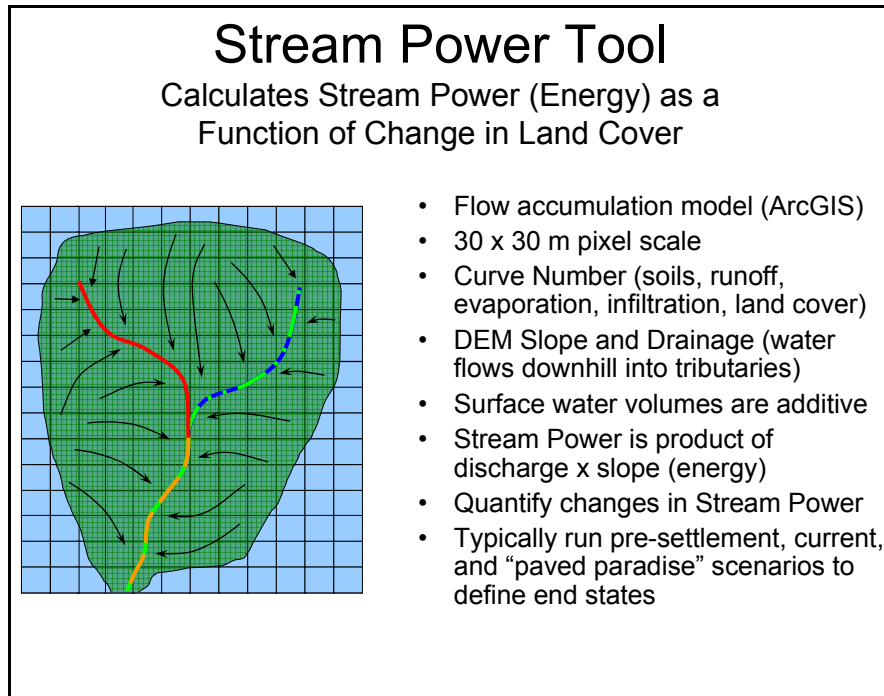 Stream Power Tool
Calculates Stream Power (Energy) as a
Function of Change in Land Cover
• Flow accumulation model (ArcGIS)
• 30 x 30 m pixel scale
• Curve Number (soils, runoff,
evaporation, infiltration, land cover)
• DEM Slope and Drainage (water
flows downhill into tributaries)
• Surface water volumes are additive
• Stream Power is product of
discharge x slope (energy)
• Quantify changes in Stream Power
• Typically run pre-settlement, current,
and “paved paradise” scenarios to
define end states